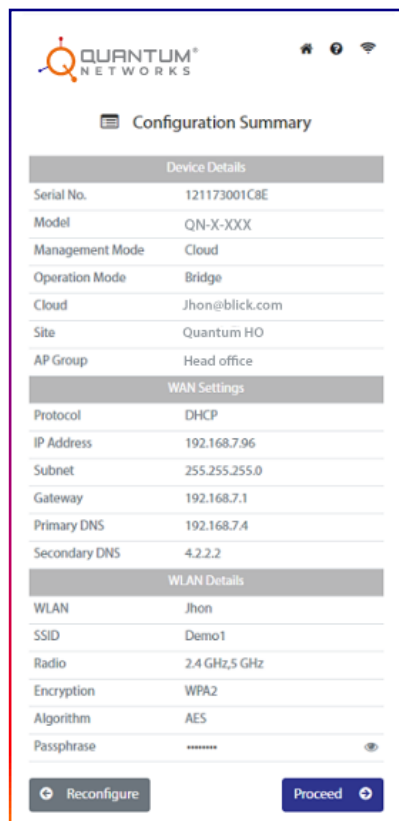 QUANTUM®
NETWORKS
Configuration Summary
Device Details
Serial No. 121173001C8E
Model QN-X-XXX
Management Mode Cloud
Operation Mode Bridge
Cloud Jhon@blick.com
Site Quantum HO
AP Group Head office
WAN Settings
Protocol DHCP
IP Address 192.168.7.96
Subnet 255.255.255.0
Gateway 192.168.7.1
Primary DNS 192.168.7.4
Secondary DNS 4.2.2.2
WLAN Details
WLAN Jhon
SSID Demo1
Radio 2.4 GHz,5 GHz
Encryption WPA2
Algorithm AES
Passphrase ········
Reconfigure Proceed